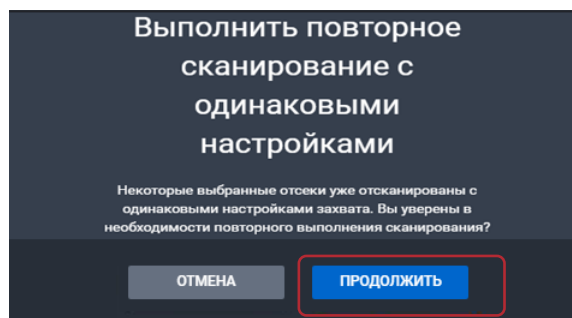 Выполнить повторное
сканирование с
одинаковыми
настройками
Некоторые выбранные отсеки уже отсканированы с
одинаковыми настройками захвата. Вы уверены в
необходимости повторного выполнения сканирования?
ОТМЕНА
ПРОДОЛЖИТЬ